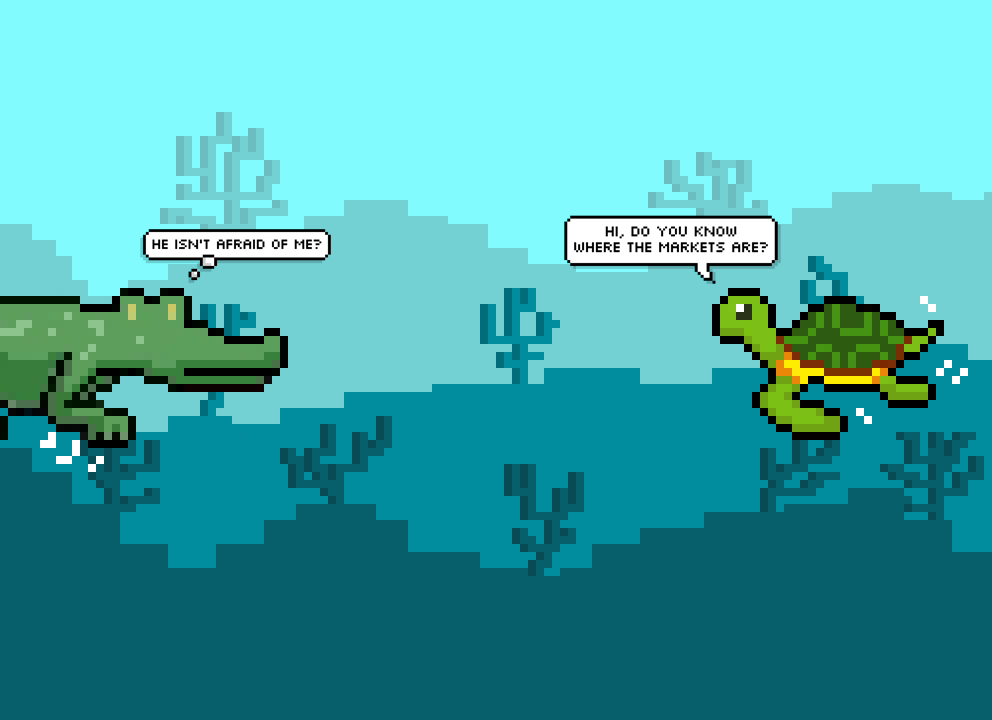 HE ISN'T AFRAID OF ME?
HI, DO YOU KNOW
WHERE THE MARKETS ARE?